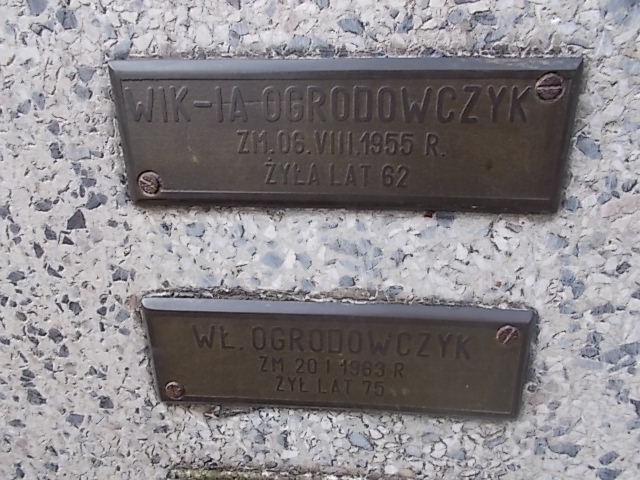 WIK-IA OGRODOWCZYK
ZM. 06.VIII.1955 R.
ŻYŁA LAT 62
WŁ. OGRODOWCZYK
ZM 20 I 1963 R
ŻYŁ LAT 75